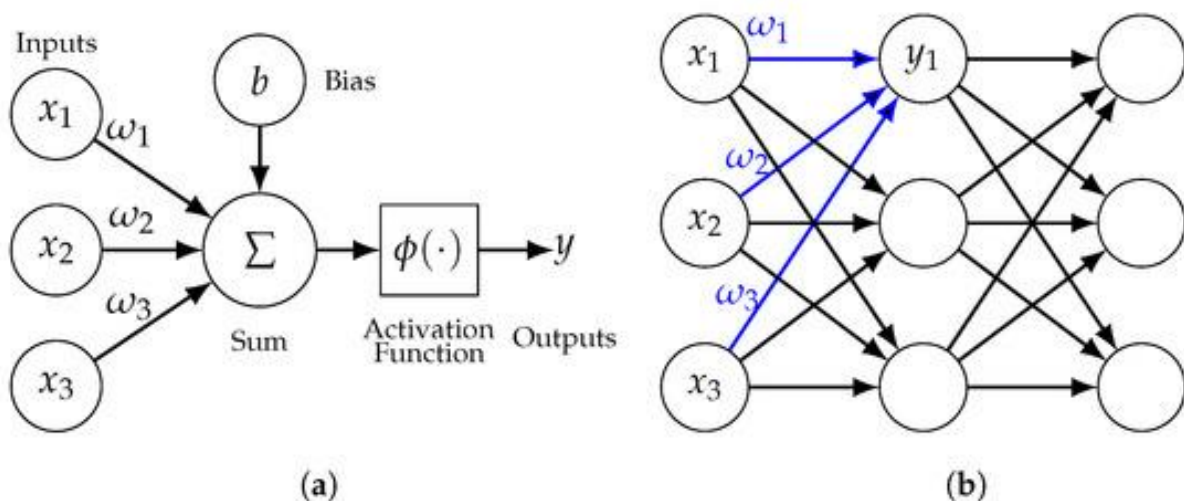 Inputs
x₁
ω₁
b
Bias
x₂
ω₂
Σ
ϕ(·)
y
x₃
ω₃
Sum
Activation
Function
Outputs
(a)
x₁
ω₁
y₁
x₂
ω₂
x₃
ω₃
(b)